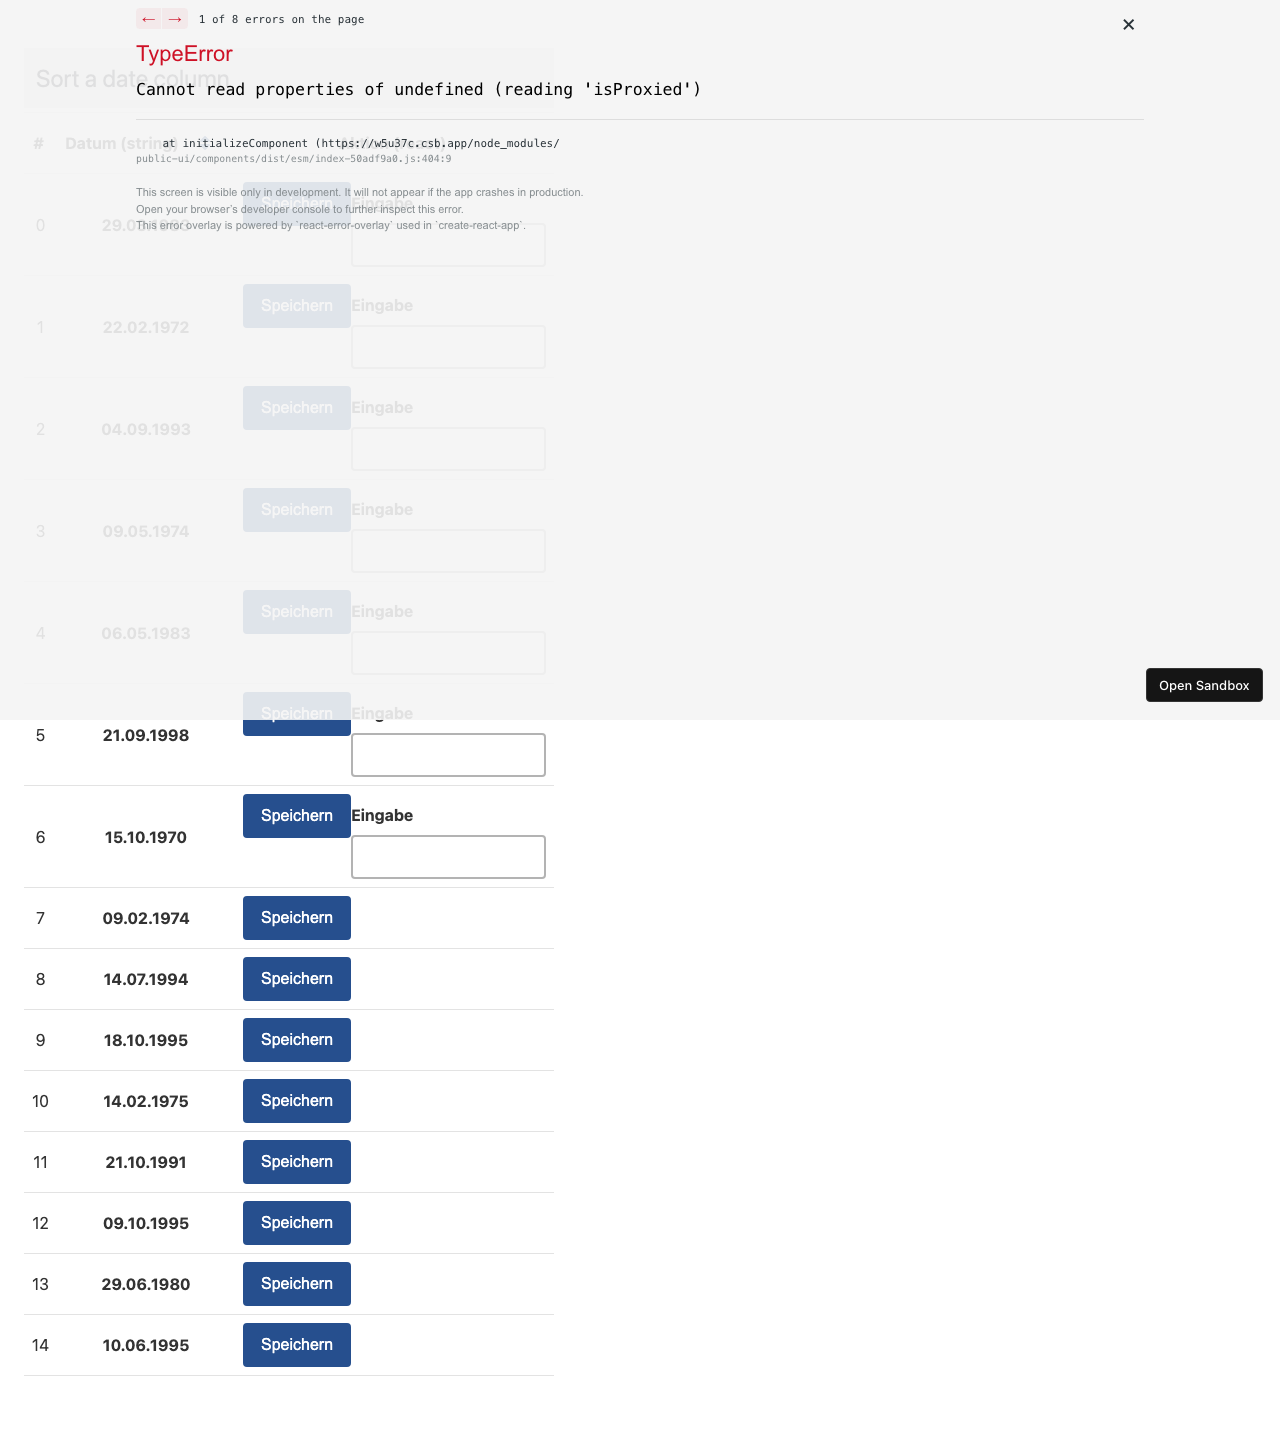 ← → 1 of 8 errors on the page ✕
TypeError
Sort a date column
Cannot read properties of undefined (reading 'isProxied')
# Datum (string)
at initializeComponent (https://w5u37c.csb.app/node_modules/
public-ui/components/dist/esm/index-50adf9a0.js:404:9
This screen is visible only in development. It will not appear if the app crashes in production.
Open your browser's developer console to further inspect this error.
This error overlay is powered by `react-error-overlay` used in `create-react-app`.
0 Speichern Eingabe
1 22.02.1972 Speichern Eingabe
2 04.09.1993 Speichern Eingabe
3 09.05.1974 Speichern Eingabe
4 06.05.1983 Speichern Eingabe
Open Sandbox
5 21.09.1998 Speichern Eingabe
6 15.10.1970 Speichern Eingabe
7 09.02.1974 Speichern
8 14.07.1994 Speichern
9 18.10.1995 Speichern
10 14.02.1975 Speichern
11 21.10.1991 Speichern
12 09.10.1995 Speichern
13 29.06.1980 Speichern
14 10.06.1995 Speichern